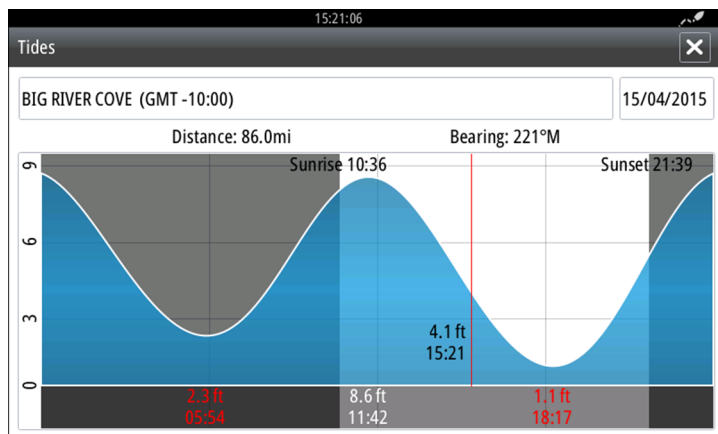 15:21:06
Tides
BIG RIVER COVE (GMT -10:00)
15/04/2015
Distance: 86.0mi
Bearing: 221°M
9
Sunrise 10:36
Sunset 21:39
6
3
4.1 ft
15:21
0
2.3 ft
05:54
8.6 ft
11:42
1.1 ft
18:17